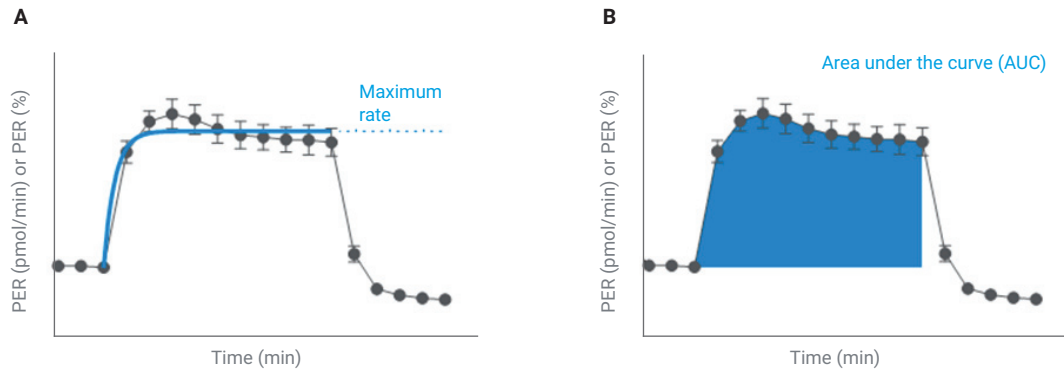 A
PER (pmol/min) or PER (%)
Maximum
rate
Time (min)
B
PER (pmol/min) or PER (%)
Area under the curve (AUC)
Time (min)